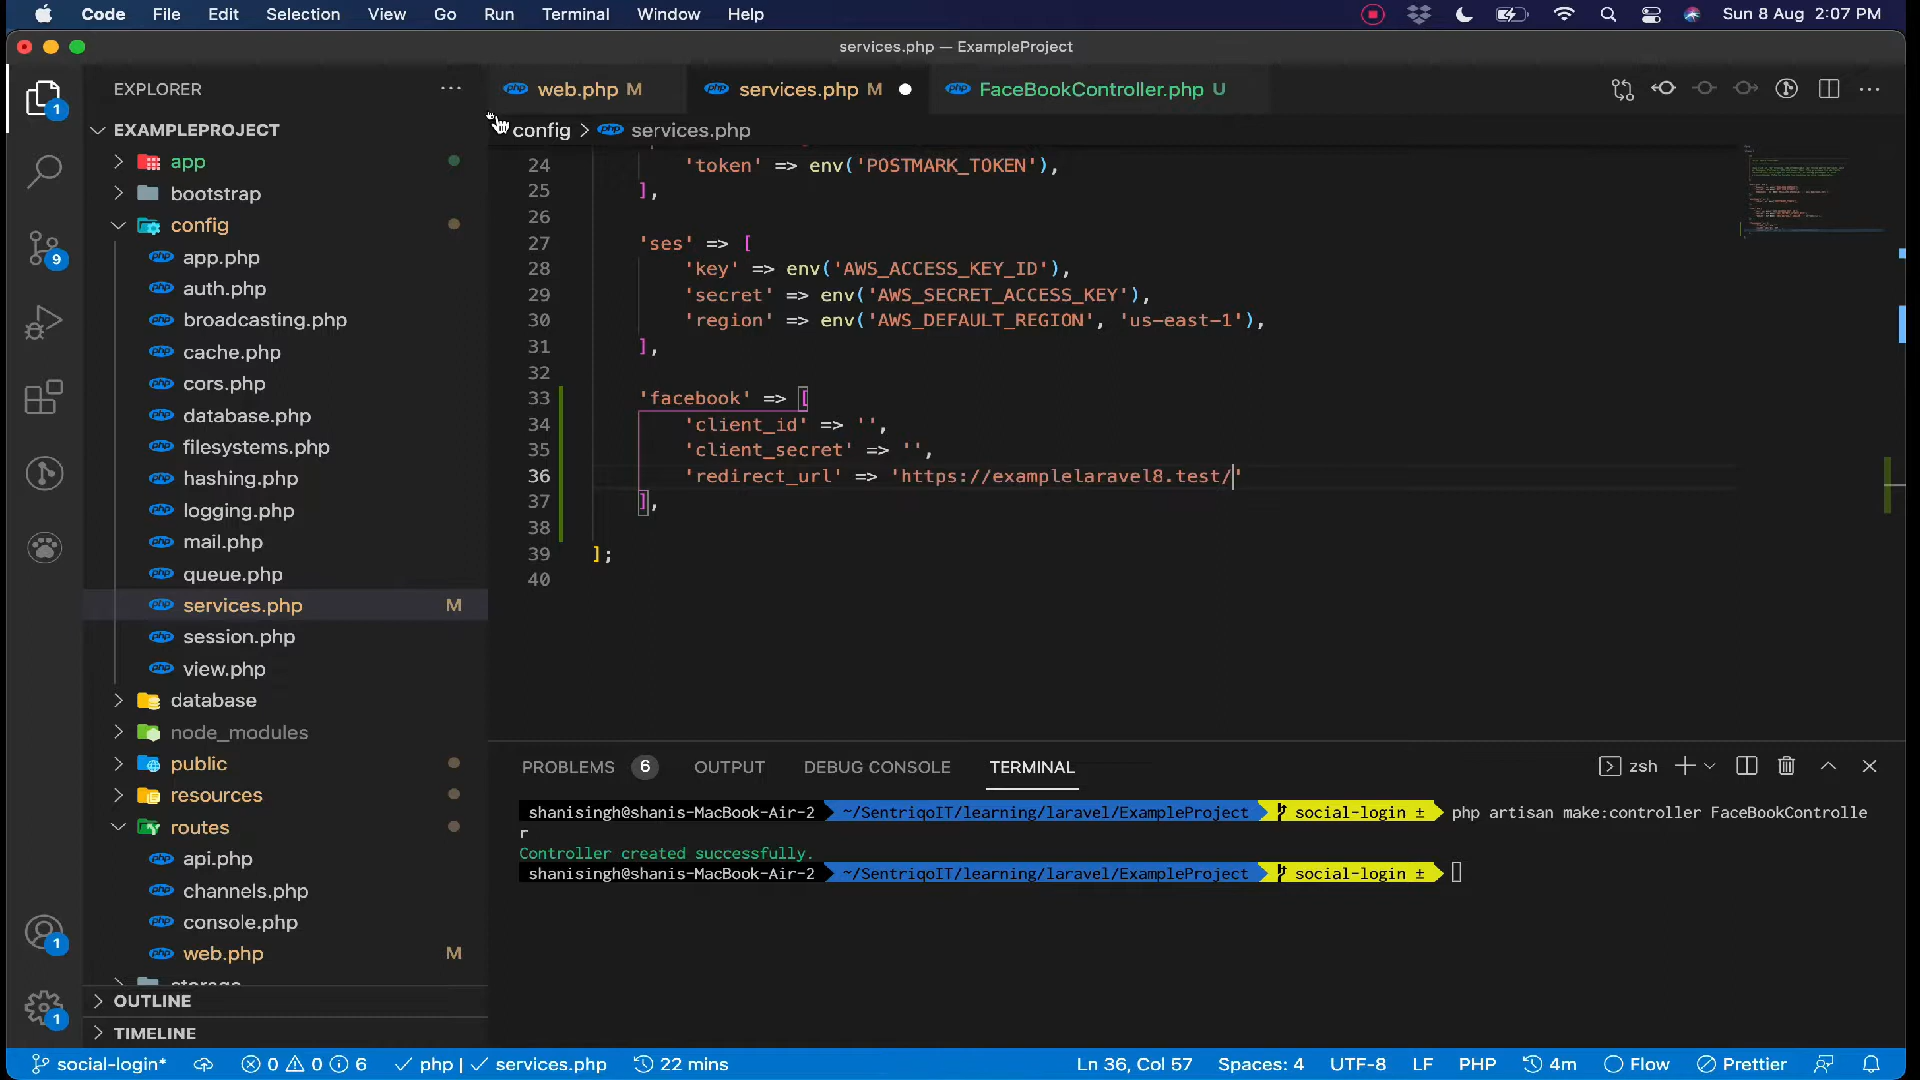 Code File Edit Selection View Go Run Terminal Window Help Sun 8 Aug 2:07 PM
services.php — ExampleProject
EXPLORER
web.php M
services.php M
FaceBookController.php U
config > services.php
EXAMPLEPROJECT
app
bootstrap
config
app.php
auth.php
broadcasting.php
cache.php
cors.php
database.php
filesystems.php
hashing.php
logging.php
mail.php
queue.php
services.php M
session.php
view.php
database
node_modules
public
resources
routes
api.php
channels.php
console.php
web.php M
OUTLINE
TIMELINE
1
9
1
1
24 'token' => env('POSTMARK_TOKEN'),
25 ],
26
27 'ses' => [
28 'key' => env('AWS_ACCESS_KEY_ID'),
29 'secret' => env('AWS_SECRET_ACCESS_KEY'),
30 'region' => env('AWS_DEFAULT_REGION', 'us-east-1'),
31 ],
32
33 'facebook' => [
34 'client_id' => '',
35 'client_secret' => '',
36 'redirect_url' => 'https://examplelaravel8.test/'
37 ],
38
39 ];
40
PROBLEMS 6 OUTPUT DEBUG CONSOLE TERMINAL zsh
shanisingh@shanis-MacBook-Air-2 ~/SentriqoIT/learning/laravel/ExampleProject social-login ± php artisan make:controller FaceBookControlle
r
Controller created successfully.
shanisingh@shanis-MacBook-Air-2 ~/SentriqoIT/learning/laravel/ExampleProject social-login ±
social-login* 0 0 6 php | services.php 22 mins Ln 36, Col 57 Spaces: 4 UTF-8 LF PHP 4m Flow Prettier